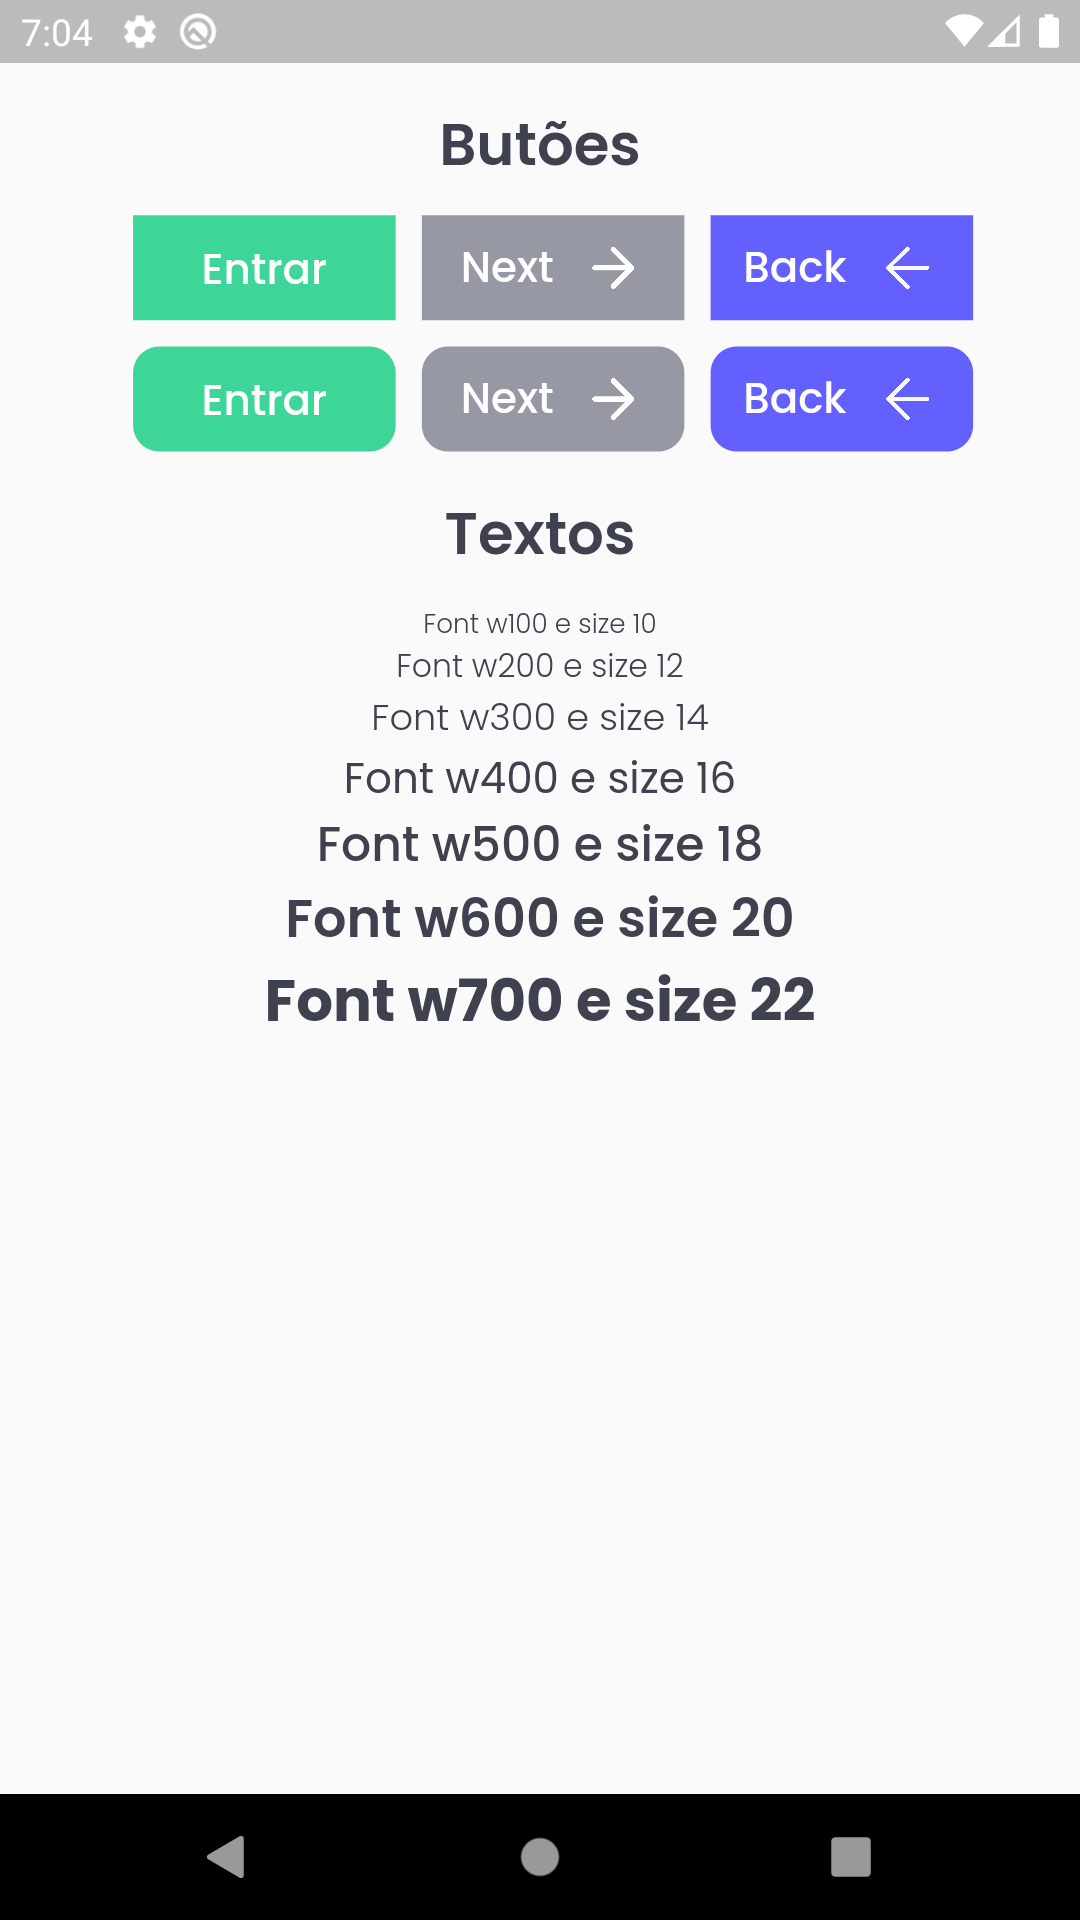 7:04
Butões
Entrar Next Back
Entrar Next Back
Textos
Font w100 e size 10
Font w200 e size 12
Font w300 e size 14
Font w400 e size 16
Font w500 e size 18
Font w600 e size 20
Font w700 e size 22